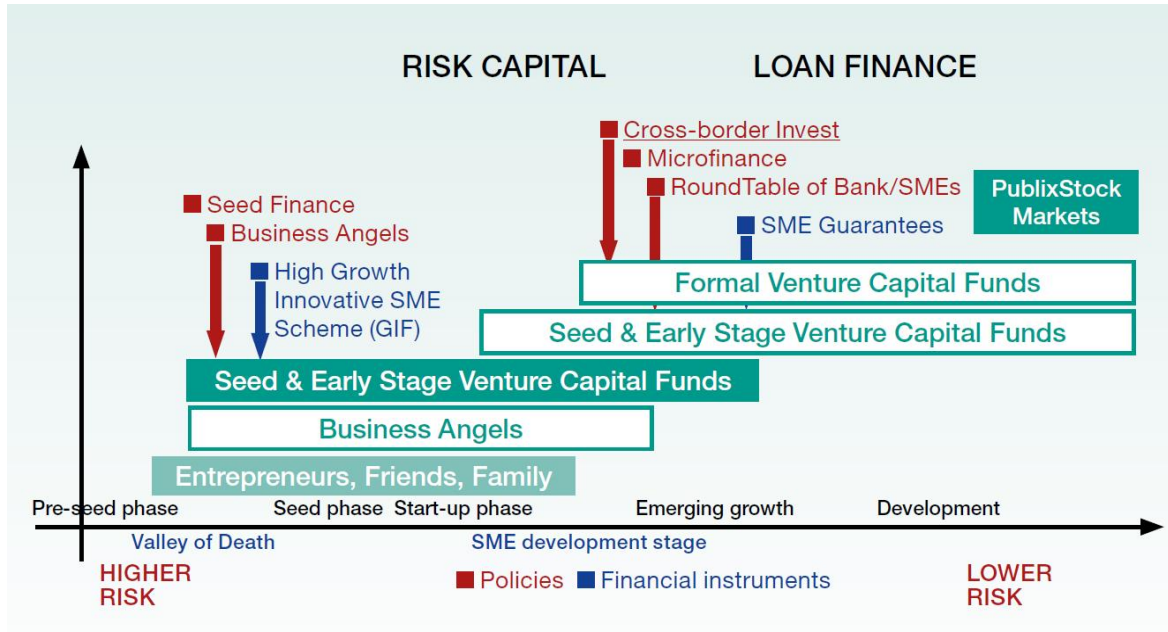 RISK CAPITAL
LOAN FINANCE
Cross-border Invest
Microfinance
RoundTable of Bank/SMEs
PublixStock
Markets
Seed Finance
Business Angels
SME Guarantees
High Growth
Innovative SME
Scheme (GIF)
Formal Venture Capital Funds
Seed & Early Stage Venture Capital Funds
Seed & Early Stage Venture Capital Funds
Business Angels
Entrepreneurs, Friends, Family
Pre-seed phase
Seed phase
Start-up phase
Emerging growth
Development
Valley of Death
SME development stage
HIGHER
RISK
Policies
Financial instruments
LOWER
RISK